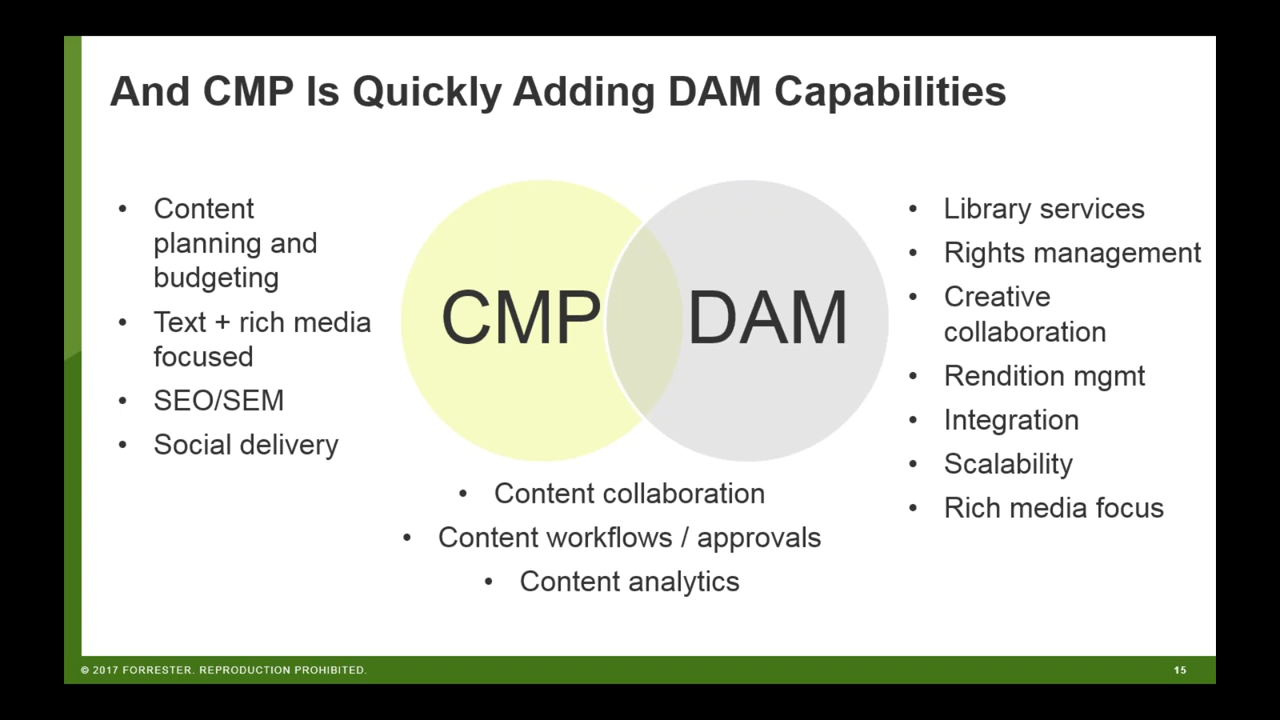 And CMP Is Quickly Adding DAM Capabilities
• Content
planning and
budgeting
• Text + rich media
focused
• SEO/SEM
• Social delivery
CMP
DAM
• Content collaboration
• Content workflows / approvals
• Content analytics
• Library services
• Rights management
• Creative
collaboration
• Rendition mgmt
• Integration
• Scalability
• Rich media focus
© 2017 FORRESTER. REPRODUCTION PROHIBITED.
15